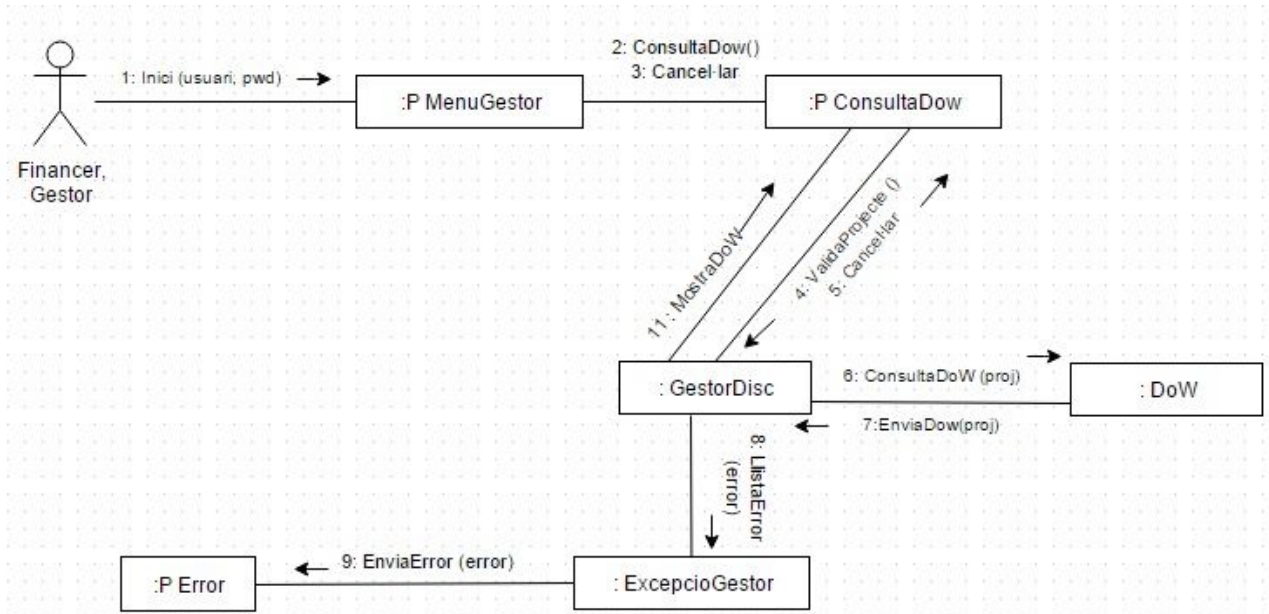 2: ConsultaDow()
3: Cancel·lar
1: Inici (usuari, pwd)
:P MenuGestor
:P ConsultaDow
Financer,
Gestor
11 : MostraDoW
4: ValidaProjecte ()
5: Cancel·lar
: GestorDisc
6: ConsultaDoW (proj)
: DoW
7:EnviaDow(proj)
8: LlistaError
(error)
9: EnviaError (error)
:P Error
: ExcepcioGestor